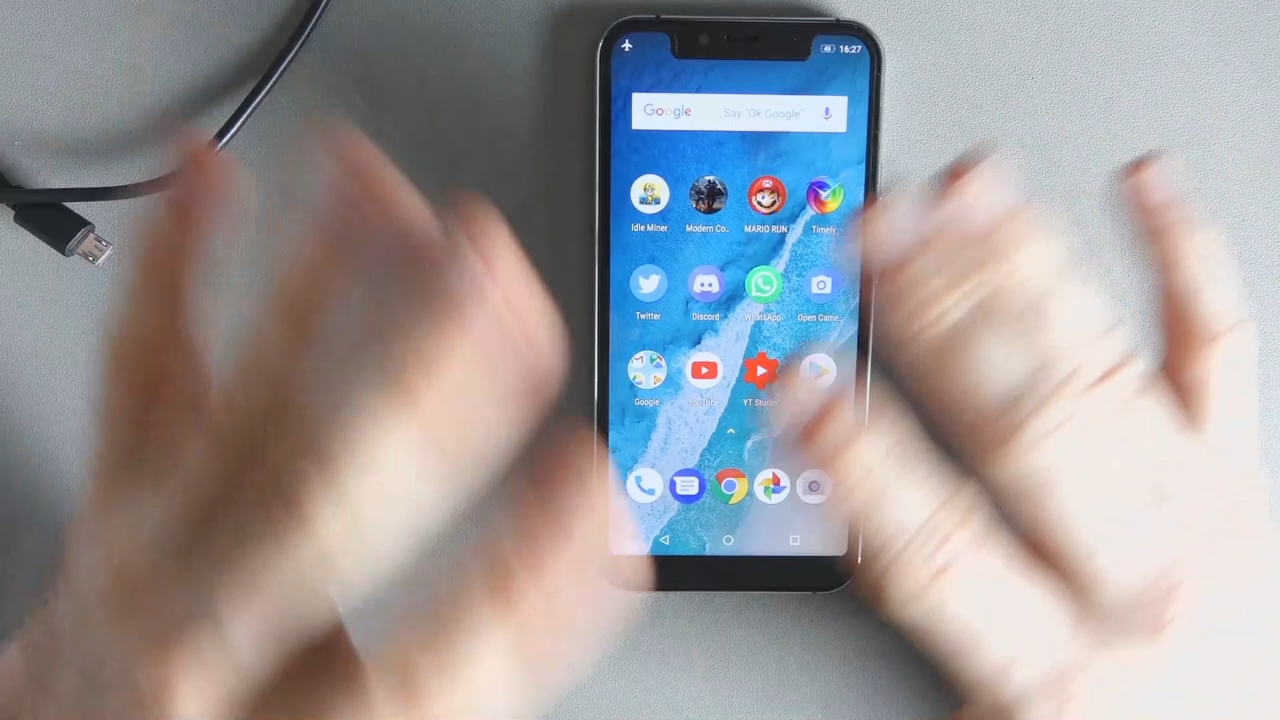 48 16:27
Google Say "Ok Google"
Idle Miner Modern Co.. MARIO RUN Timely
Twitter Discord WhatsApp Open Came..
Google YouTube YT Studio